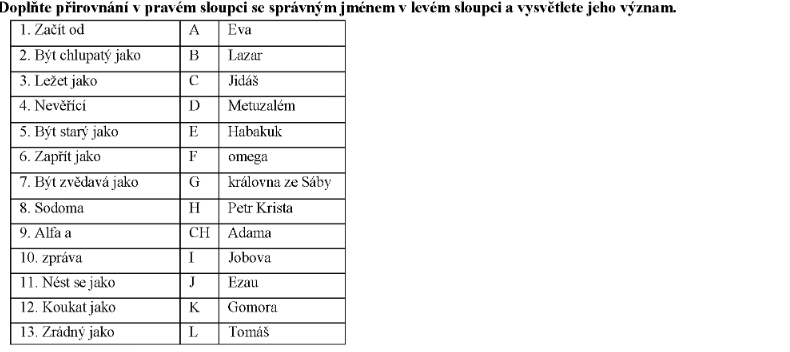 Doplňte přirovnání v pravém sloupci se správným jménem v levém sloupci a vysvětlete jeho význam.
1. Začít od A Eva
2. Být chlupatý jako B Lazar
3. Ležet jako C Jidáš
4. Nevěřící D Metuzalém
5. Být starý jako E Habakuk
6. Zapřít jako F omega
7. Být zvědavá jako G královna ze Sáby
8. Sodoma H Petr Krista
9. Alfa a CH Adama
10. zpráva I Jobova
11. Nést se jako J Ezau
12. Koukat jako K Gomora
13. Zrádný jako L Tomáš